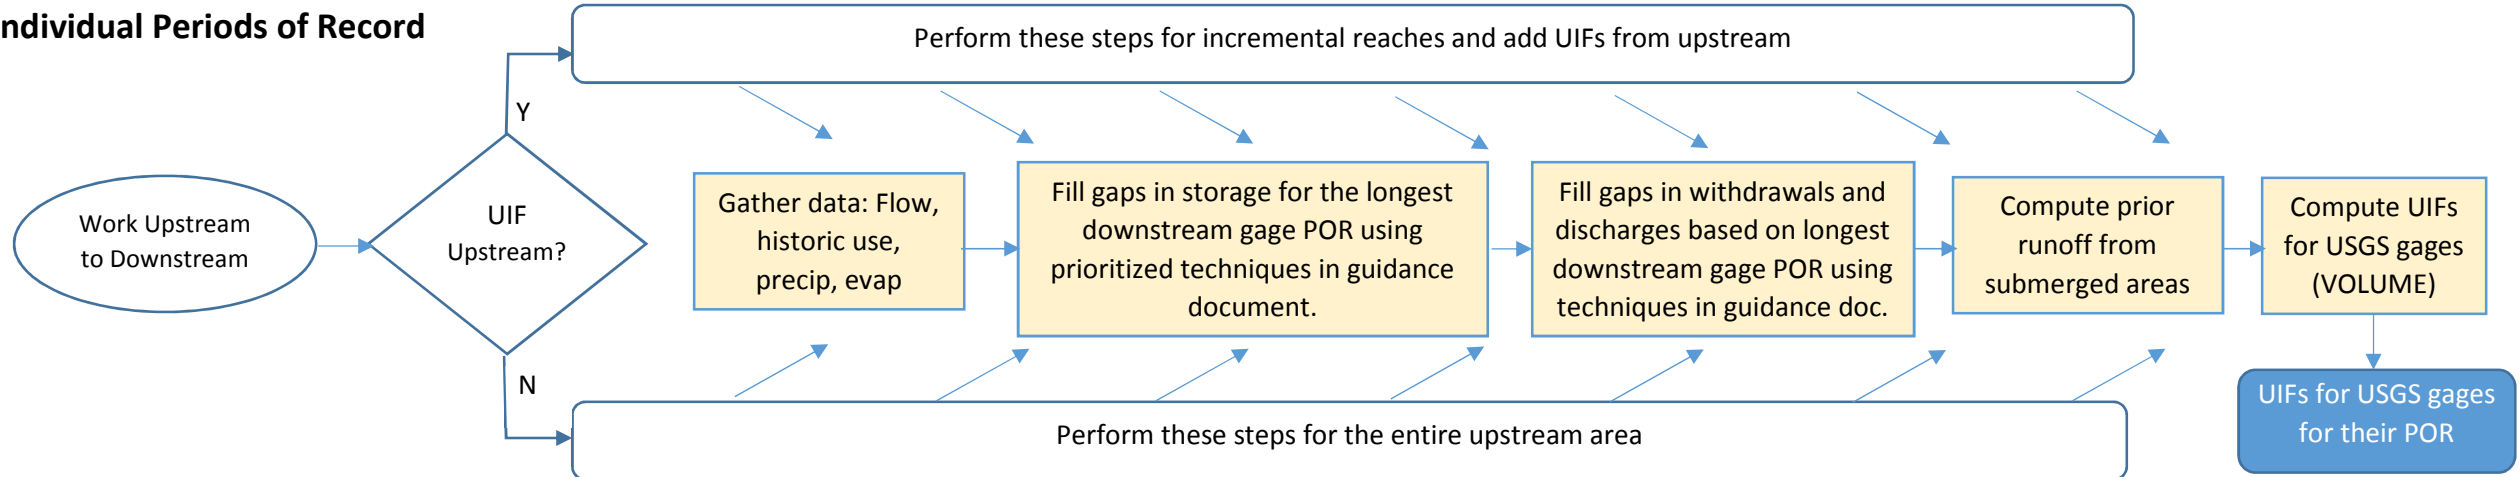 ndividual Periods of Record
Perform these steps for incremental reaches and add UIFs from upstream
Y
Work Upstream
to Downstream
UIF
Upstream?
Gather data: Flow,
historic use,
precip, evap
Fill gaps in storage for the longest
downstream gage POR using
prioritized techniques in guidance
document.
Fill gaps in withdrawals and
discharges based on longest
downstream gage POR using
techniques in guidance doc.
Compute prior
runoff from
submerged areas
Compute UIFs
for USGS gages
(VOLUME)
N
Perform these steps for the entire upstream area
UIFs for USGS gages
for their POR